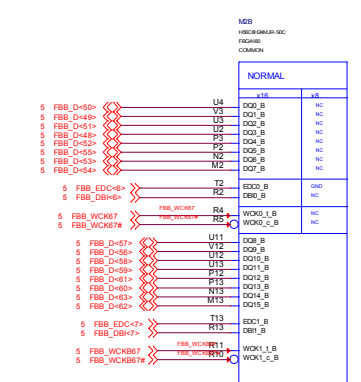 M2B
H56C8H24MJR-S0C
FBGA180
COMMON
NORMAL
x16 x8
5 FBB_D<50> U4 DQ0_B NC
5 FBB_D<49> V3 DQ1_B NC
5 FBB_D<51> U3 DQ2_B NC
5 FBB_D<48> U2 DQ3_B NC
5 FBB_D<52> P3 DQ4_B NC
5 FBB_D<55> P2 DQ5_B NC
5 FBB_D<53> N2 DQ6_B NC
5 FBB_D<54> M2 DQ7_B NC
5 FBB_EDC<6> T2 EDC0_B GND
5 FBB_DBI<6> R2 DBI0_B NC
5 FBB_WCK67 FBB_WCK67 R4 WCK0_t_B NC
5 FBB_WCK67# FBB_WCK67# R5 WCK0_c_B NC
5 FBB_D<57> U11 DQ8_B
5 FBB_D<56> V12 DQ9_B
5 FBB_D<58> U12 DQ10_B
5 FBB_D<59> U13 DQ11_B
5 FBB_D<61> P12 DQ12_B
5 FBB_D<60> P13 DQ13_B
5 FBB_D<63> N13 DQ14_B
5 FBB_D<62> M13 DQ15_B
5 FBB_EDC<7> T13 EDC1_B
5 FBB_DBI<7> R13 DBI1_B
5 FBB_WCKB67 FBB_WCKB67 R11 WCK1_t_B
5 FBB_WCKB67# R10 WCK1_c_B